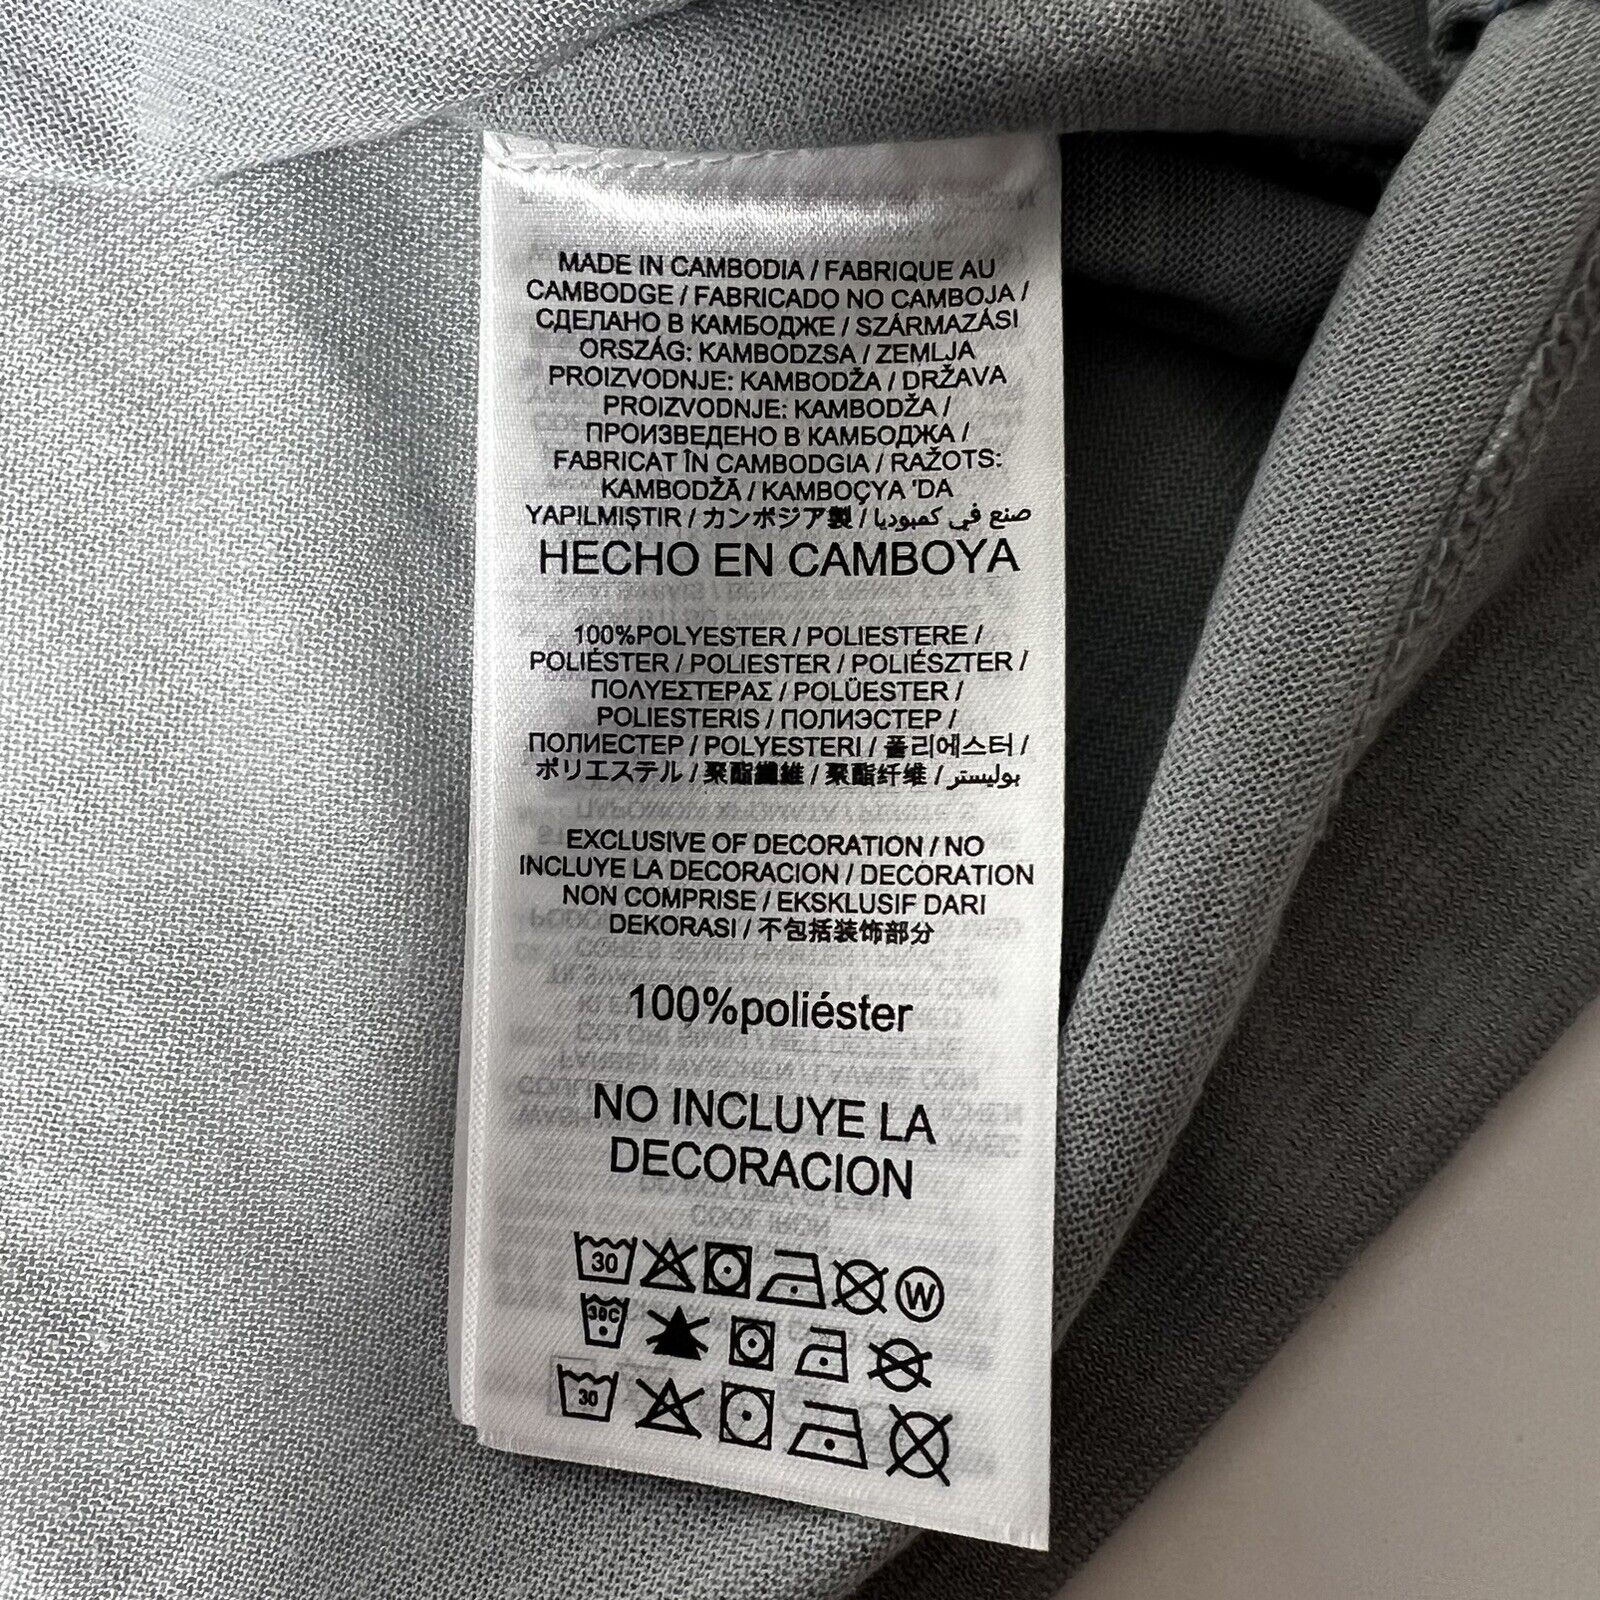 MADE IN CAMBODIA / FABRIQUE AU
CAMBODGE / FABRICADO NO CAMBOJA /
СДЕЛАНО В КАМБОДЖЕ / SZÁRMAZÁSI
ORSZÁG: KAMBODZSA / ZEMLJA
PROIZVODNJE: KAMBODŽA / DRŽAVA
PROIZVODNJE: KAMBODŽA /
ПРОИЗВЕДЕНО В КАМБОДЖА /
FABRICAT ÎN CAMBODGIA / RAŽOTS:
KAMBODŽĀ / KAMBOÇYA 'DA
YAPILMIŞTIR / カンボジア製 / صنع في كمبوديا
HECHO EN CAMBOYA
100%POLYESTER / POLIESTERE /
POLIÉSTER / POLIESTER / POLIÉSZTER /
ΠΟΛΥΕΣΤΕΡΑΣ / POLÜESTER /
POLIESTERIS / ПОЛИЭСТЕР /
ПОЛИЕСТЕР / POLYESTERI / 폴리에스터 /
ポリエステル / 聚酯纖維 / 聚酯纤维 / بوليستر
EXCLUSIVE OF DECORATION / NO
INCLUYE LA DECORACION / DECORATION
NON COMPRISE / EKSKLUSIF DARI
DEKORASI / 不包括装饰部分
100%poliéster
NO INCLUYE LA
DECORACION
30 W
30C
30